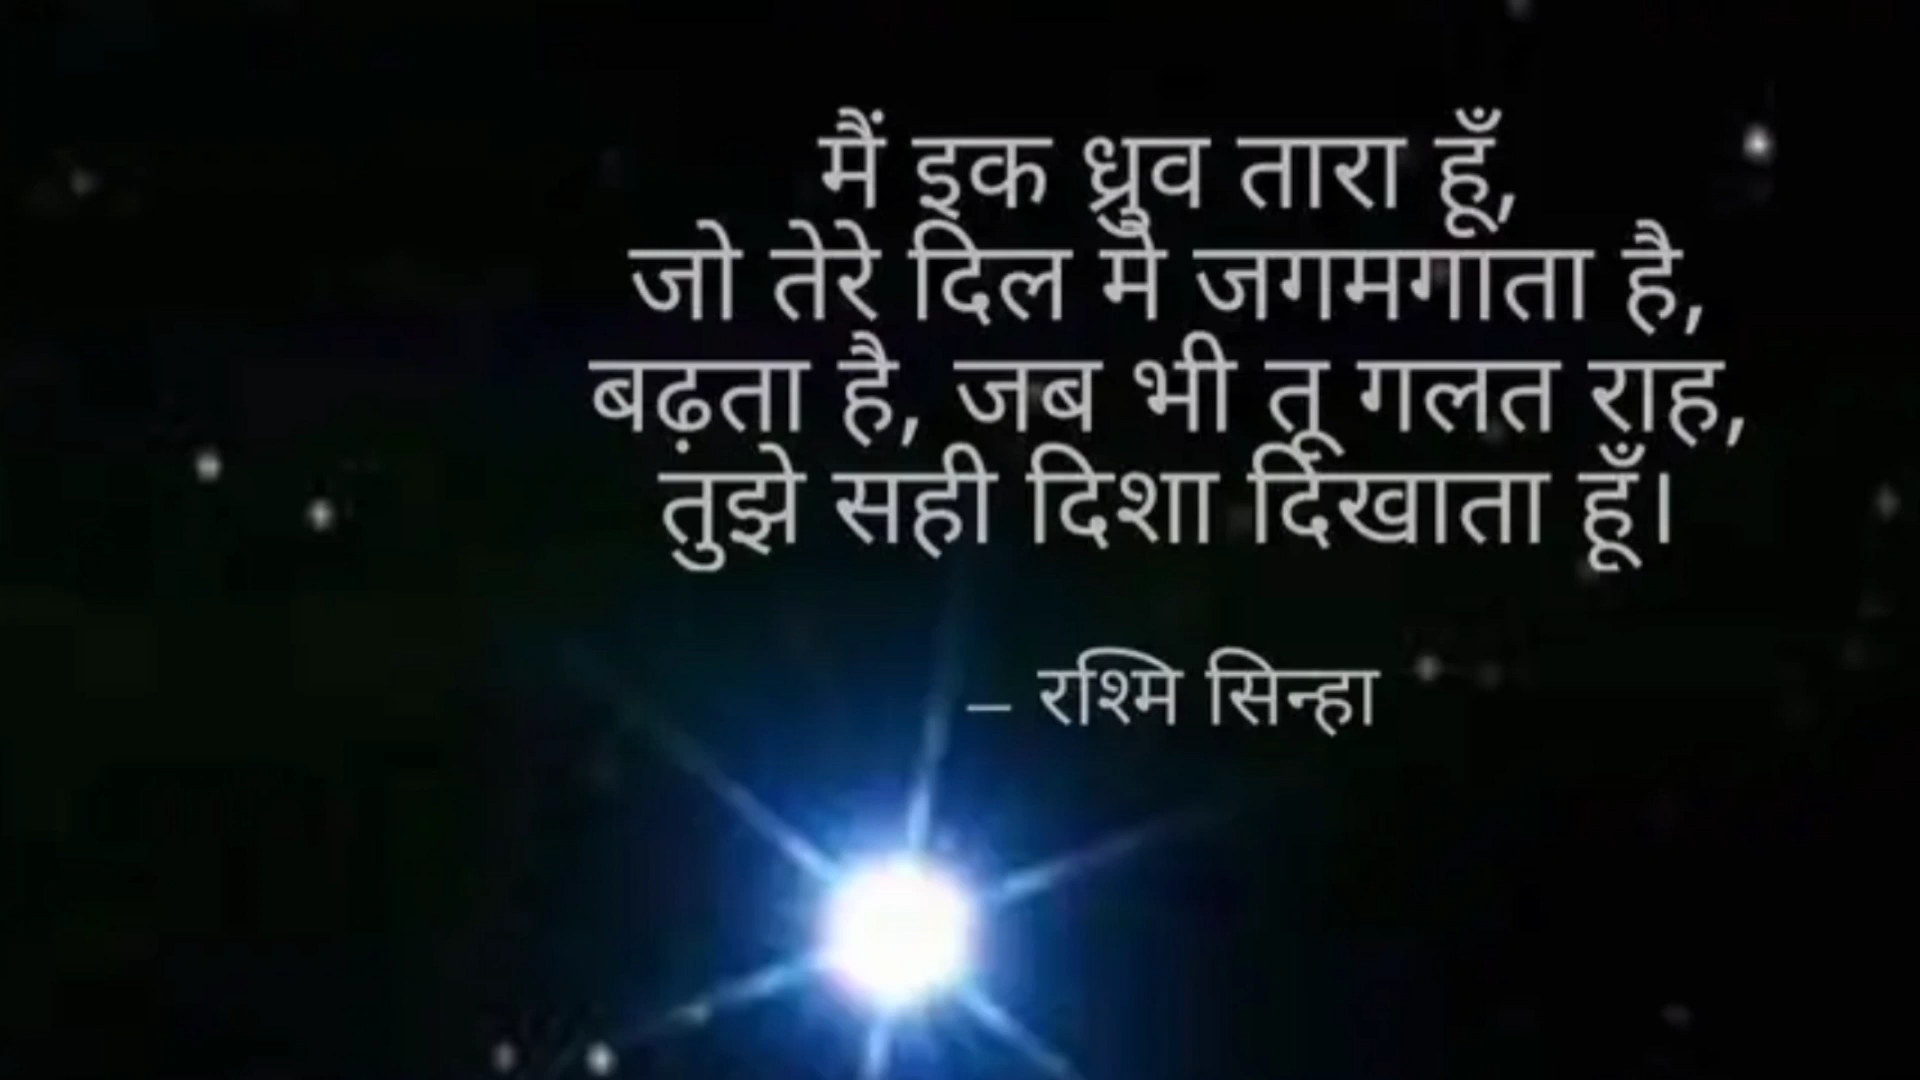 मैं इक ध्रुव तारा हूँ,
जो तेरे दिल मे जगमगाता है,
बढ़ता है, जब भी तू गलत राह,
तुझे सही दिशा दिखाता हूँ।
– रश्मि सिन्हा